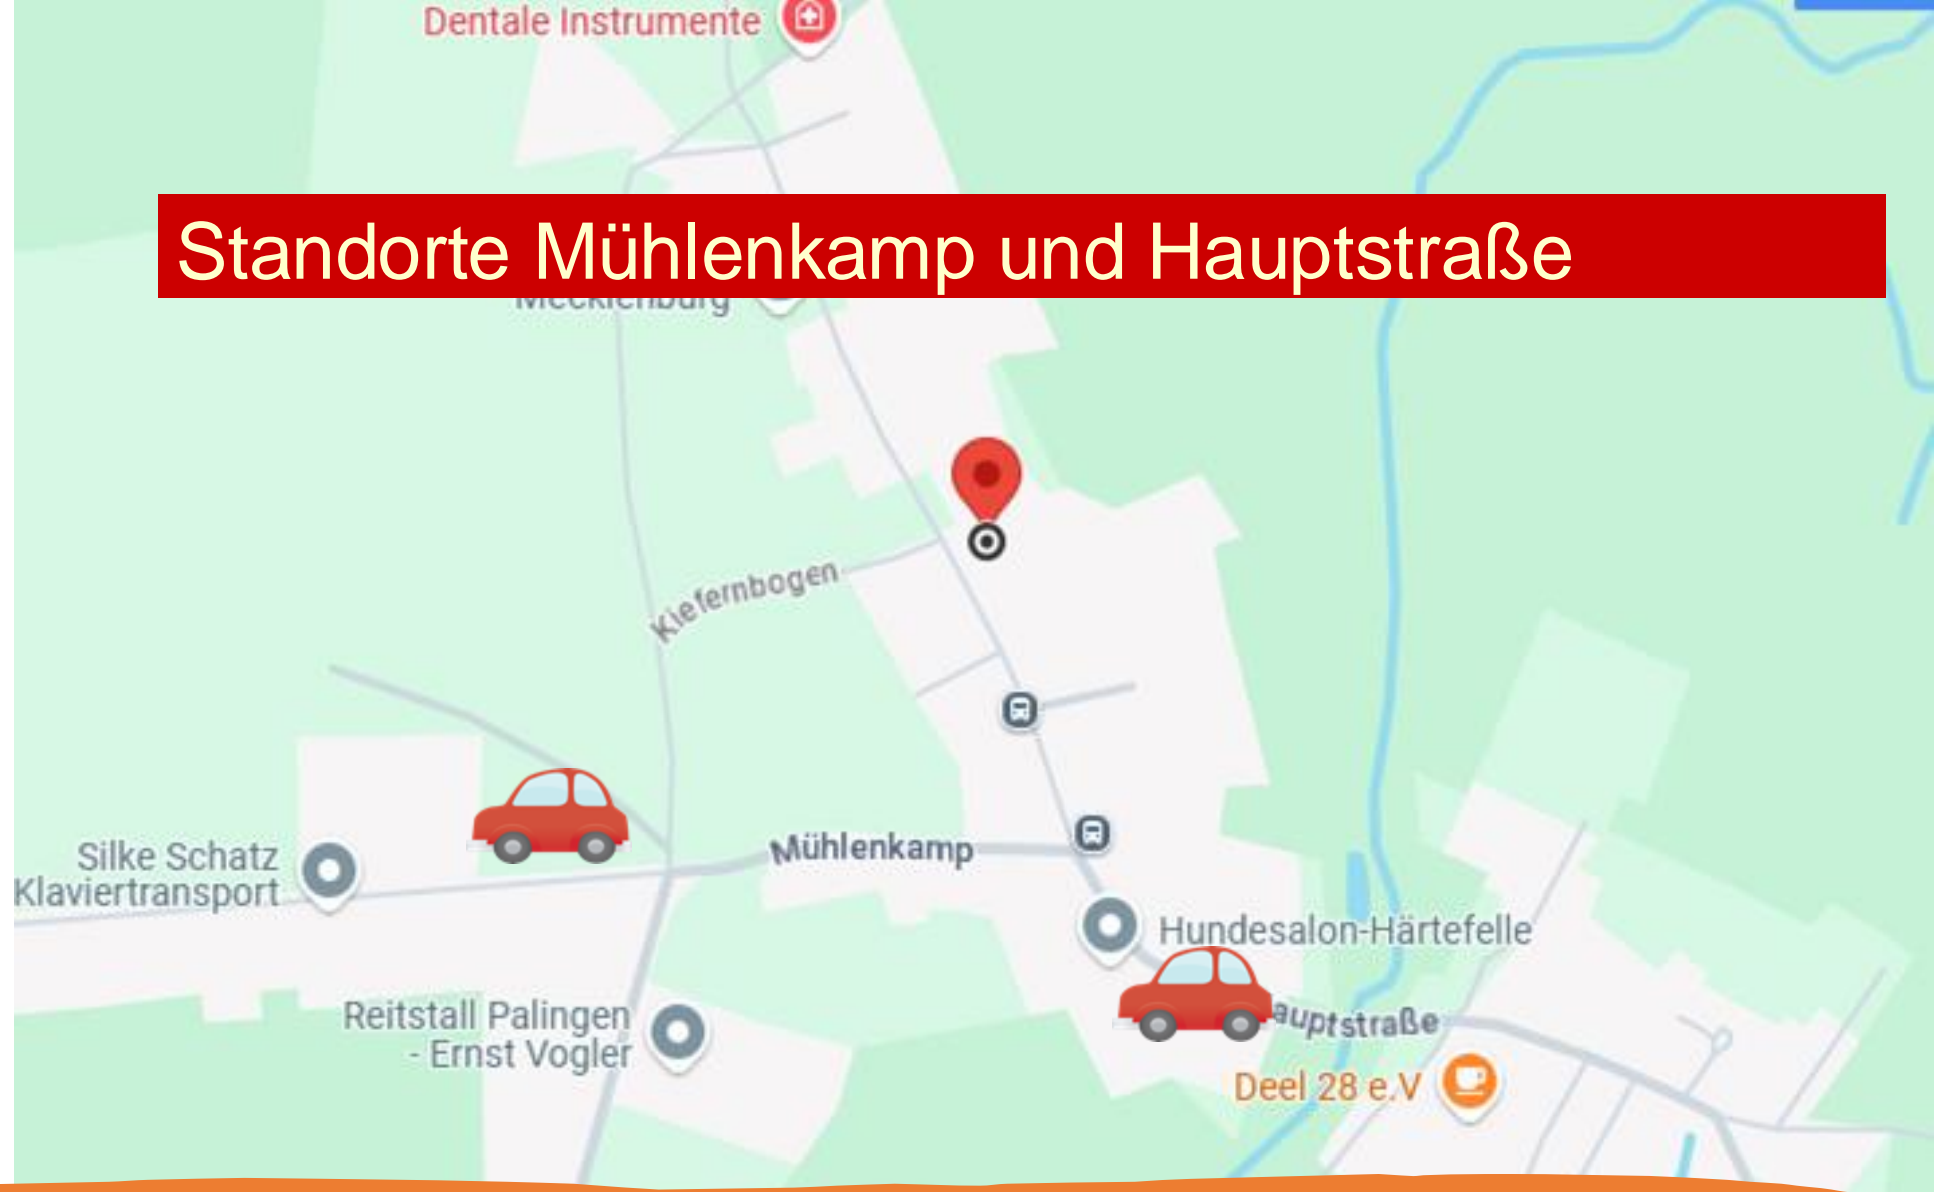 Dentale Instrumente
Standorte Mühlenkamp und Hauptstraße
Mecklenburg
Kiefernbogen
Mühlenkamp
Silke Schatz
Klaviertransport
Hundesalon-Härtefelle
Reitstall Palingen
- Ernst Vogler
auptstraße
Deel 28 e.V